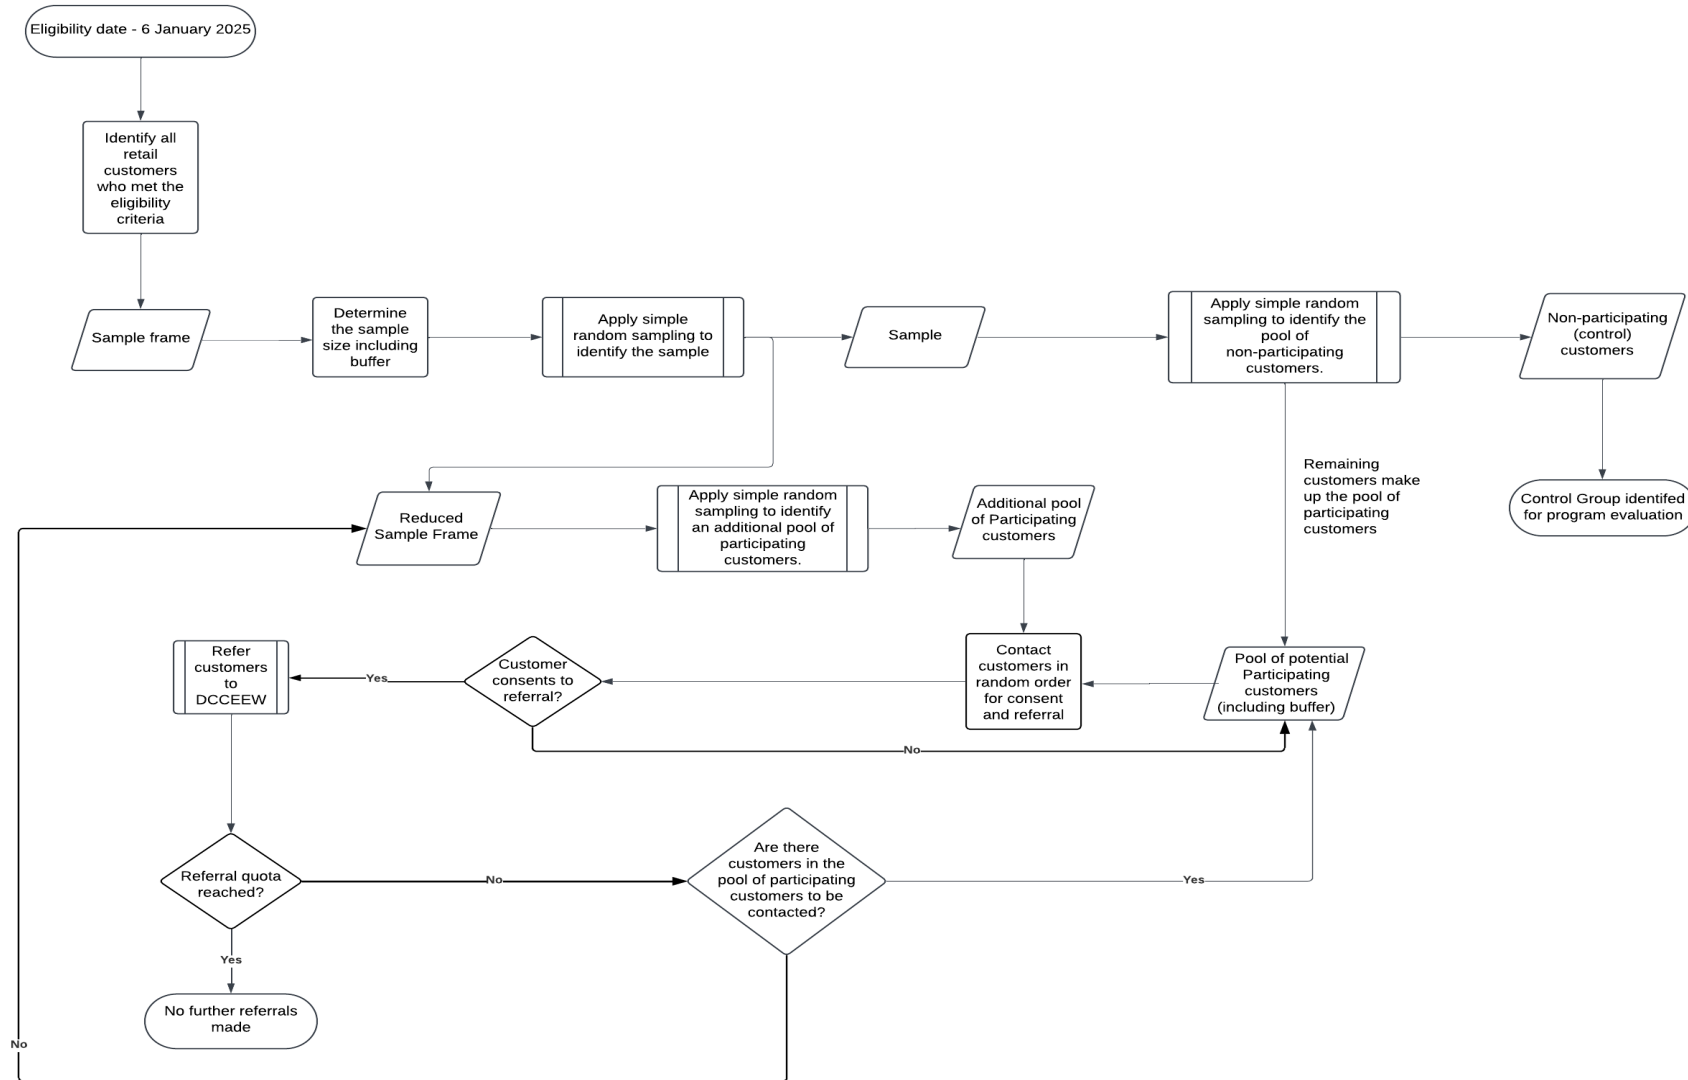 Eligibility date - 6 January 2025
Identify all
retail
customers
who met the
eligibility
criteria
Sample frame
Determine
the sample
size including
buffer
Apply simple
random sampling to
identify the sample
Sample
Apply simple random
sampling to identify the
pool of
non-participating
customers.
Non-participating
(control)
customers
Remaining
customers make
up the pool of
participating
customers
Control Group identifed
for program evaluation
Reduced
Sample Frame
Apply simple random
sampling to identify
an additional pool of
participating
customers.
Additional pool
of Participating
customers
Refer
customers
to
DCCEEW
Yes
Customer
consents to
referral?
Contact
customers in
random order
for consent
and referral
Pool of potential
Participating
customers
(including buffer)
No
Referral quota
reached?
No
Are there
customers in the
pool of participating
customers to be
contacted?
Yes
Yes
No further referrals
made
No